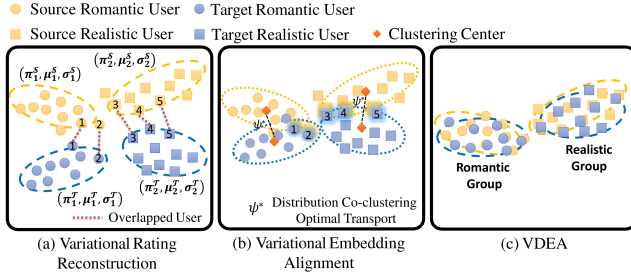 Source Romantic User
Target Romantic User
Source Realistic User
Target Realistic User
Clustering Center
(π₁ˢ,μ₁ˢ,σ₁ˢ)
(π₂ˢ,μ₂ˢ,σ₂ˢ)
1 2 3 4 5
1 2 3 4 5
(π₁ᵀ,μ₁ᵀ,σ₁ᵀ)
(π₂ᵀ,μ₂ᵀ,σ₂ᵀ)
Overlapped User
ψ* ψ*
1 2 3 4 5
ψ* Distribution Co-clustering
Optimal Transport
Romantic
Group
Realistic
Group
(a) Variational Rating
Reconstruction
(b) Variational Embedding
Alignment
(c) VDEA